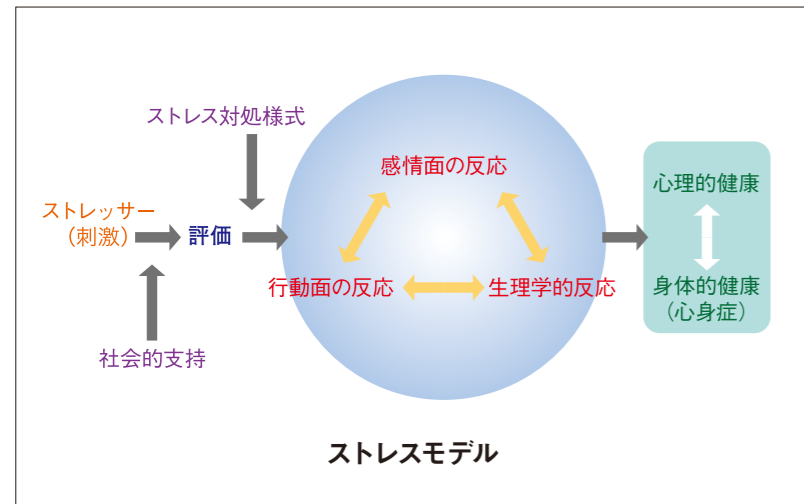 ストレス対処様式
感情面の反応
心理的健康
ストレッサー
（刺激）
評価
行動面の反応
生理学的反応
身体的健康
（心身症）
社会的支持
ストレスモデル